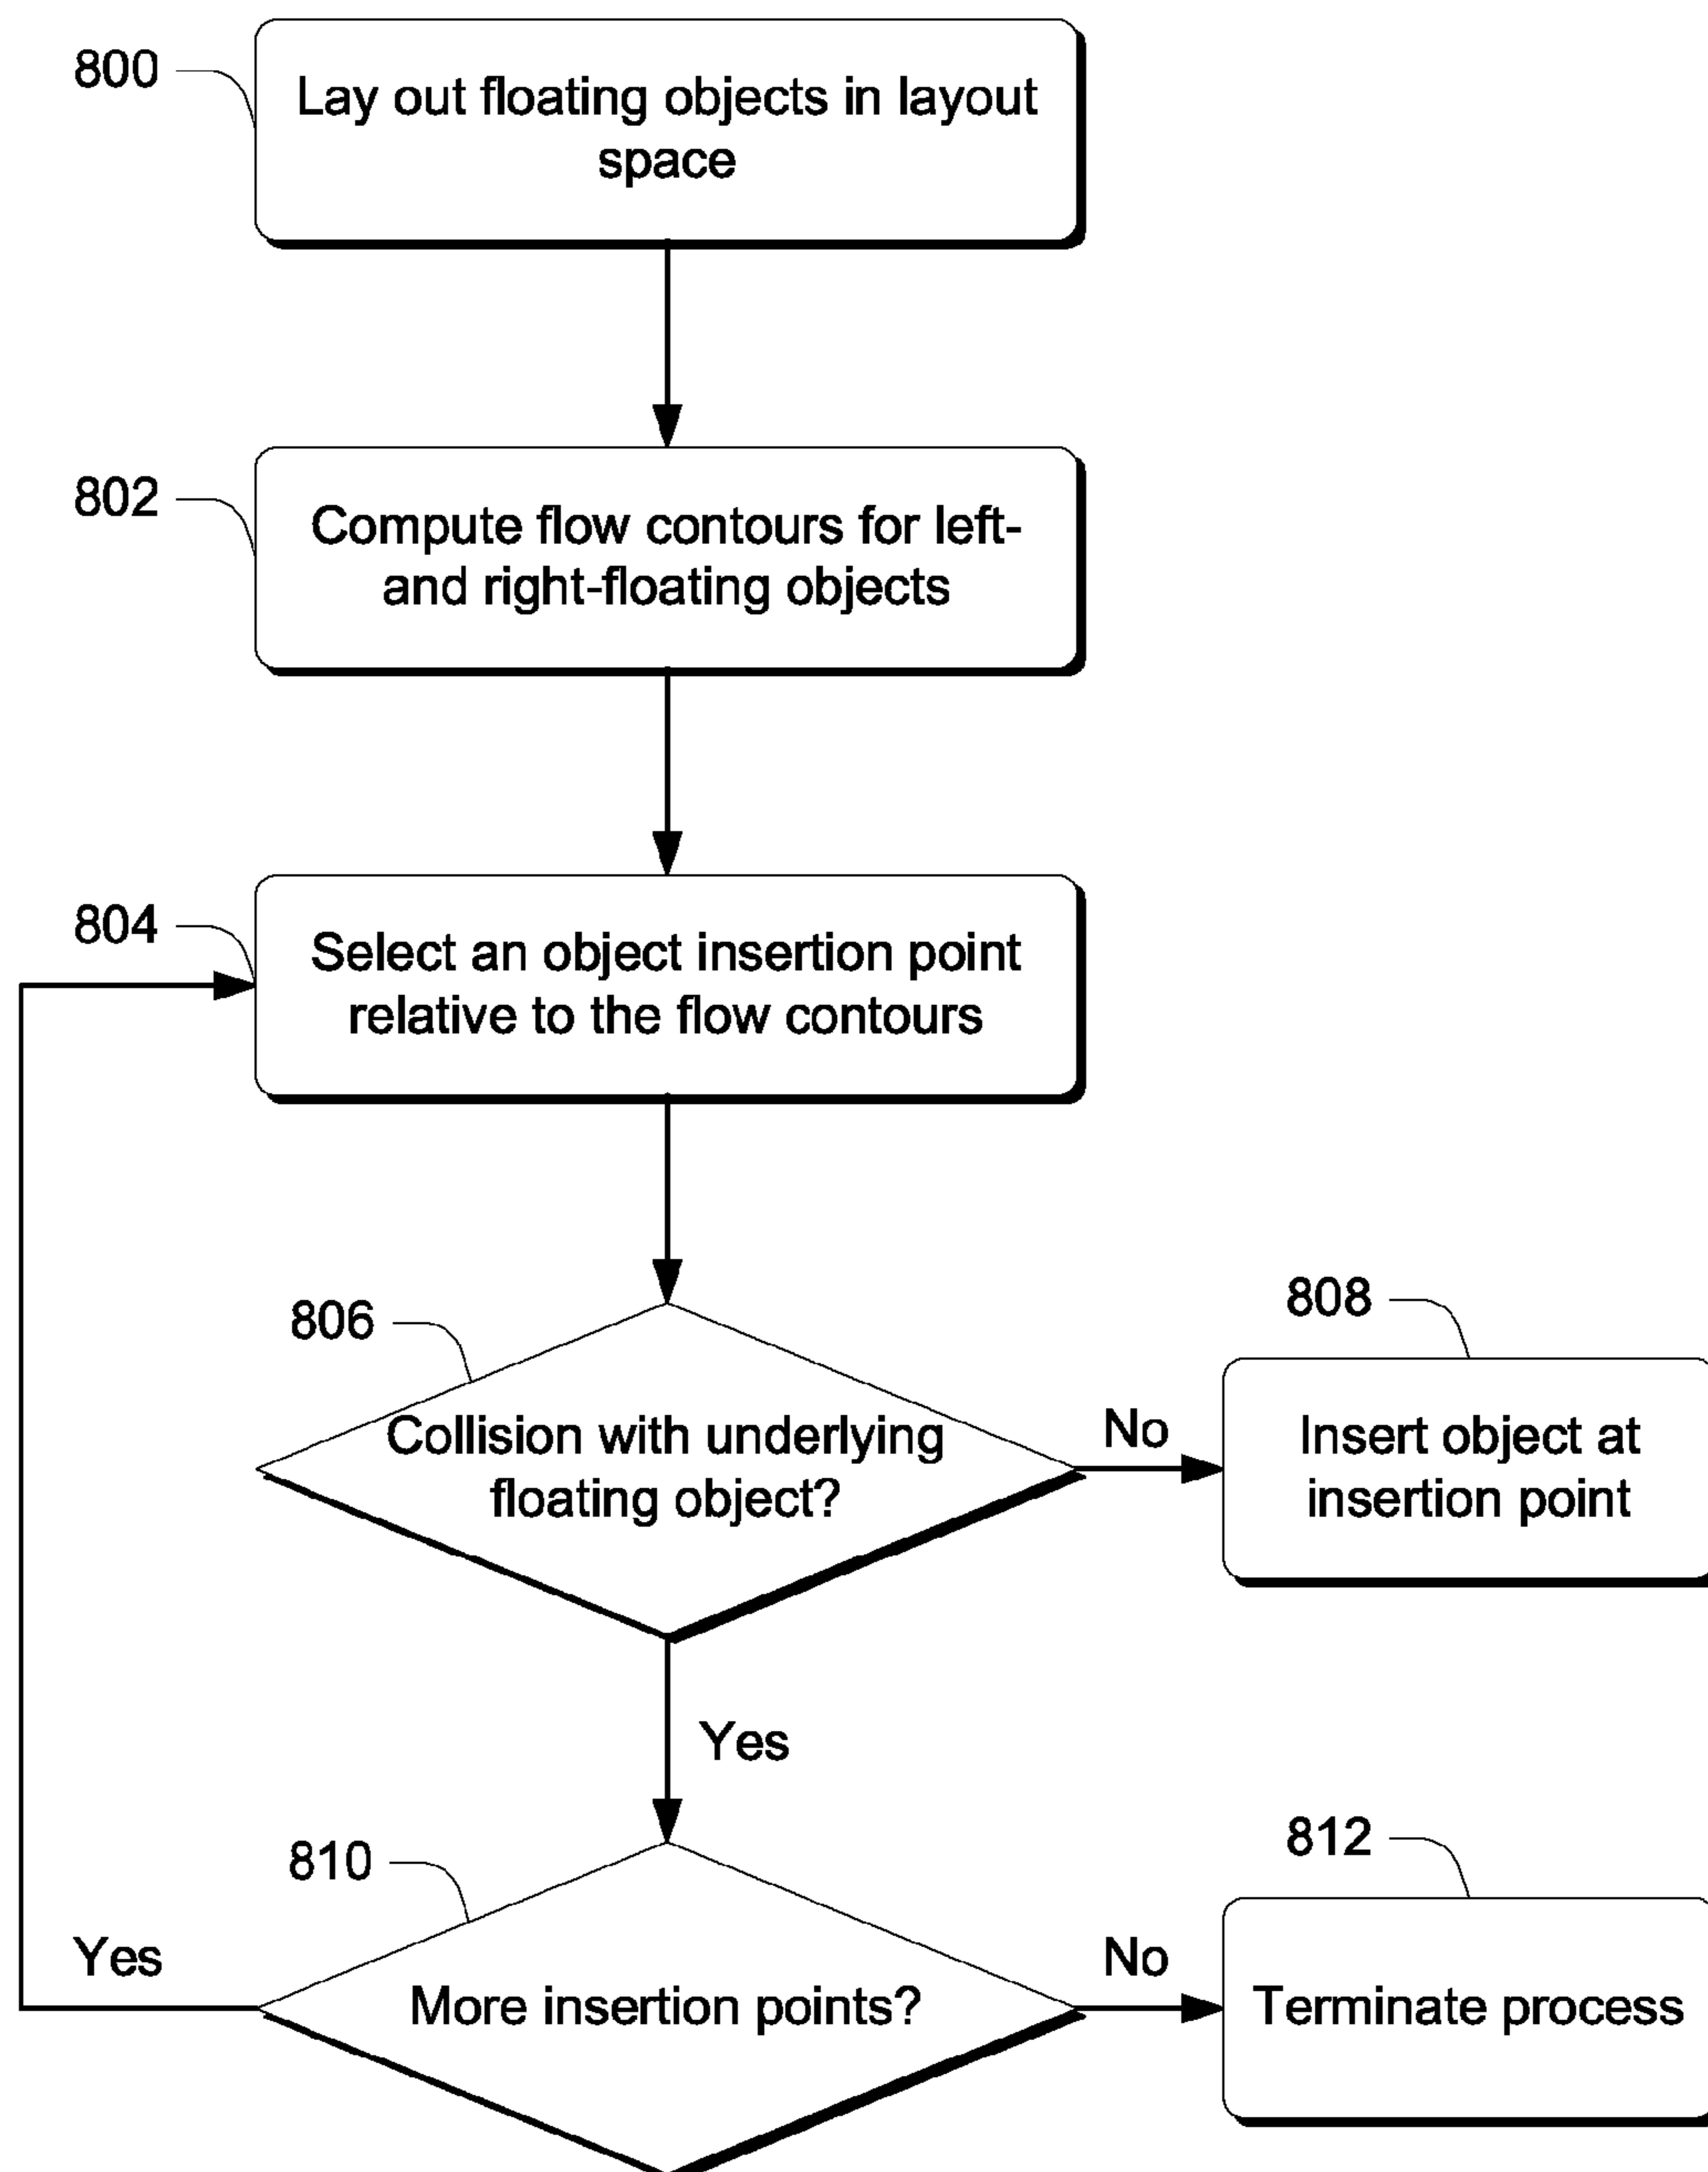 800
Lay out floating objects in layout
space
802
Compute flow contours for left-
and right-floating objects
804
Select an object insertion point
relative to the flow contours
806
Collision with underlying
floating object?
No
808
Insert object at
insertion point
Yes
810
More insertion points?
Yes
No
812
Terminate process